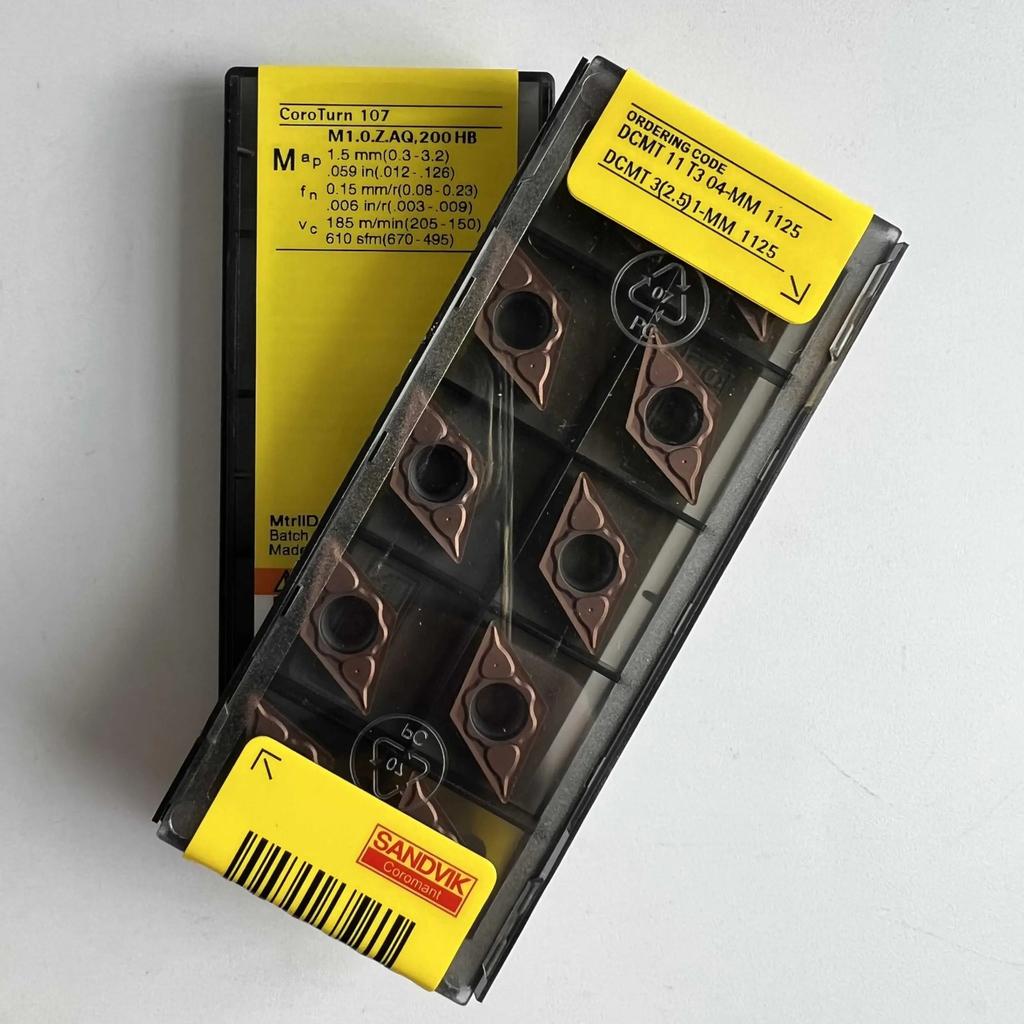 CoroTurn 107
M1.0.Z.AQ,200 HB
M ap 1.5 mm(0.3-3.2)
.059 in(.012-.126)
fn 0.15 mm/r(0.08-0.23)
.006 in/r(.003-.009)
vc 185 m/min(205-150)
610 sfm(670-495)
MtrlID
Batch
Made
ORDERING CODE
DCMT 11 T3 04-MM 1125
DCMT 3(2.5)1-MM 1125
07
PC
PC
07
SANDVIK
Coromant